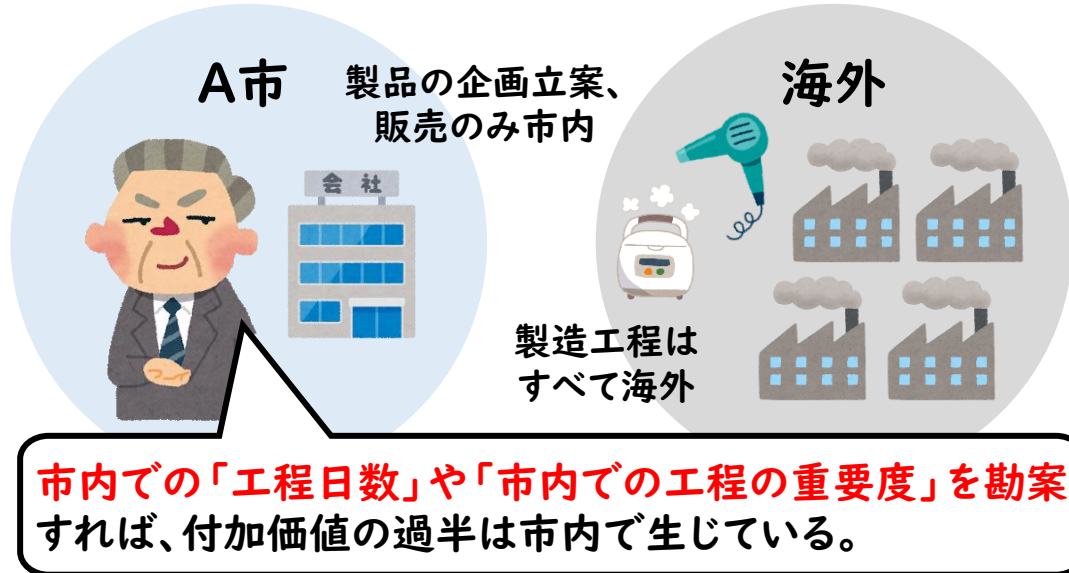 A市
製品の企画立案、
販売のみ市内
海外
会社
製造工程は
すべて海外
市内での「工程日数」や「市内での工程の重要度」を勘案
すれば、付加価値の過半は市内で生じている。